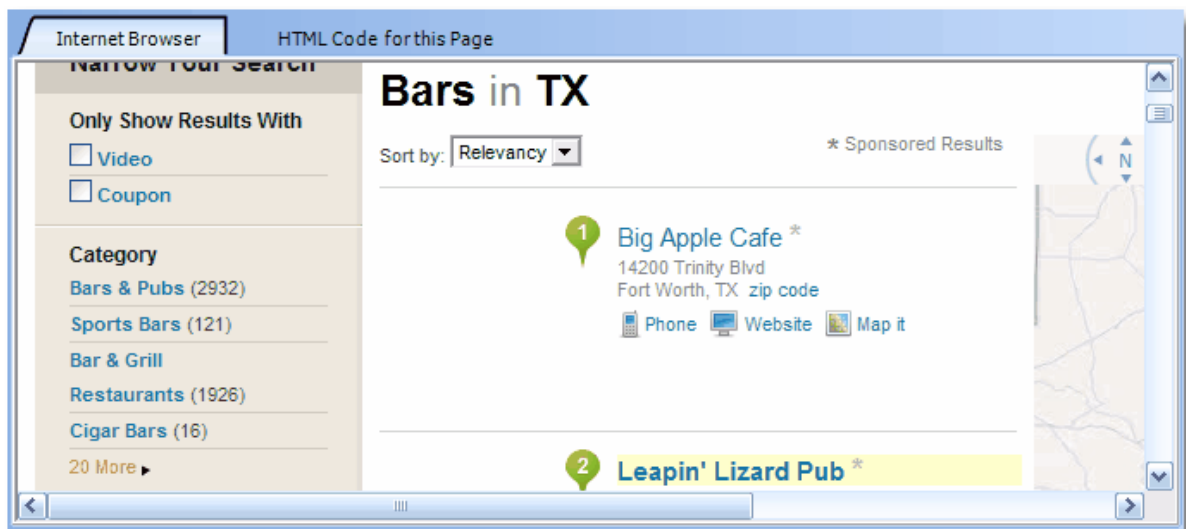 Internet Browser
HTML Code for this Page
Narrow Your Search
Only Show Results With
Video
Coupon
Category
Bars & Pubs (2932)
Sports Bars (121)
Bar & Grill
Restaurants (1926)
Cigar Bars (16)
20 More
Bars in TX
Sort by: Relevancy
* Sponsored Results
N
1
Big Apple Cafe *
14200 Trinity Blvd
Fort Worth, TX zip code
Phone Website Map it
2
Leapin' Lizard Pub *